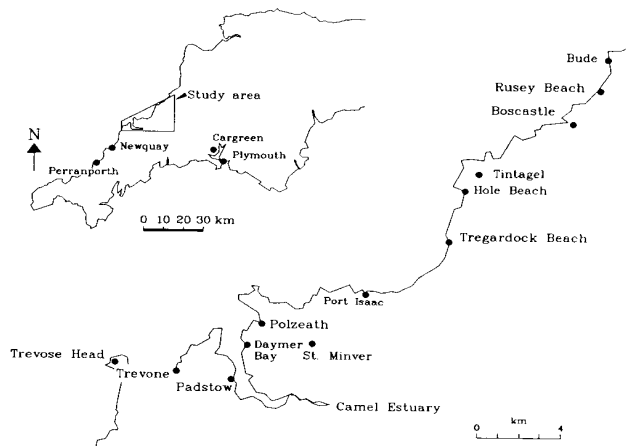 Bude
Rusey Beach
Study area
Boscastle
N
Cargreen
Newquay
Plymouth
Perranporth
Tintagel
Hole Beach
0 10 20 30 km
Tregardock Beach
Port Isaac
Polzeath
Trevose Head
Daymer
Bay
St. Minver
Trevone
Padstow
Camel Estuary
km
0 4